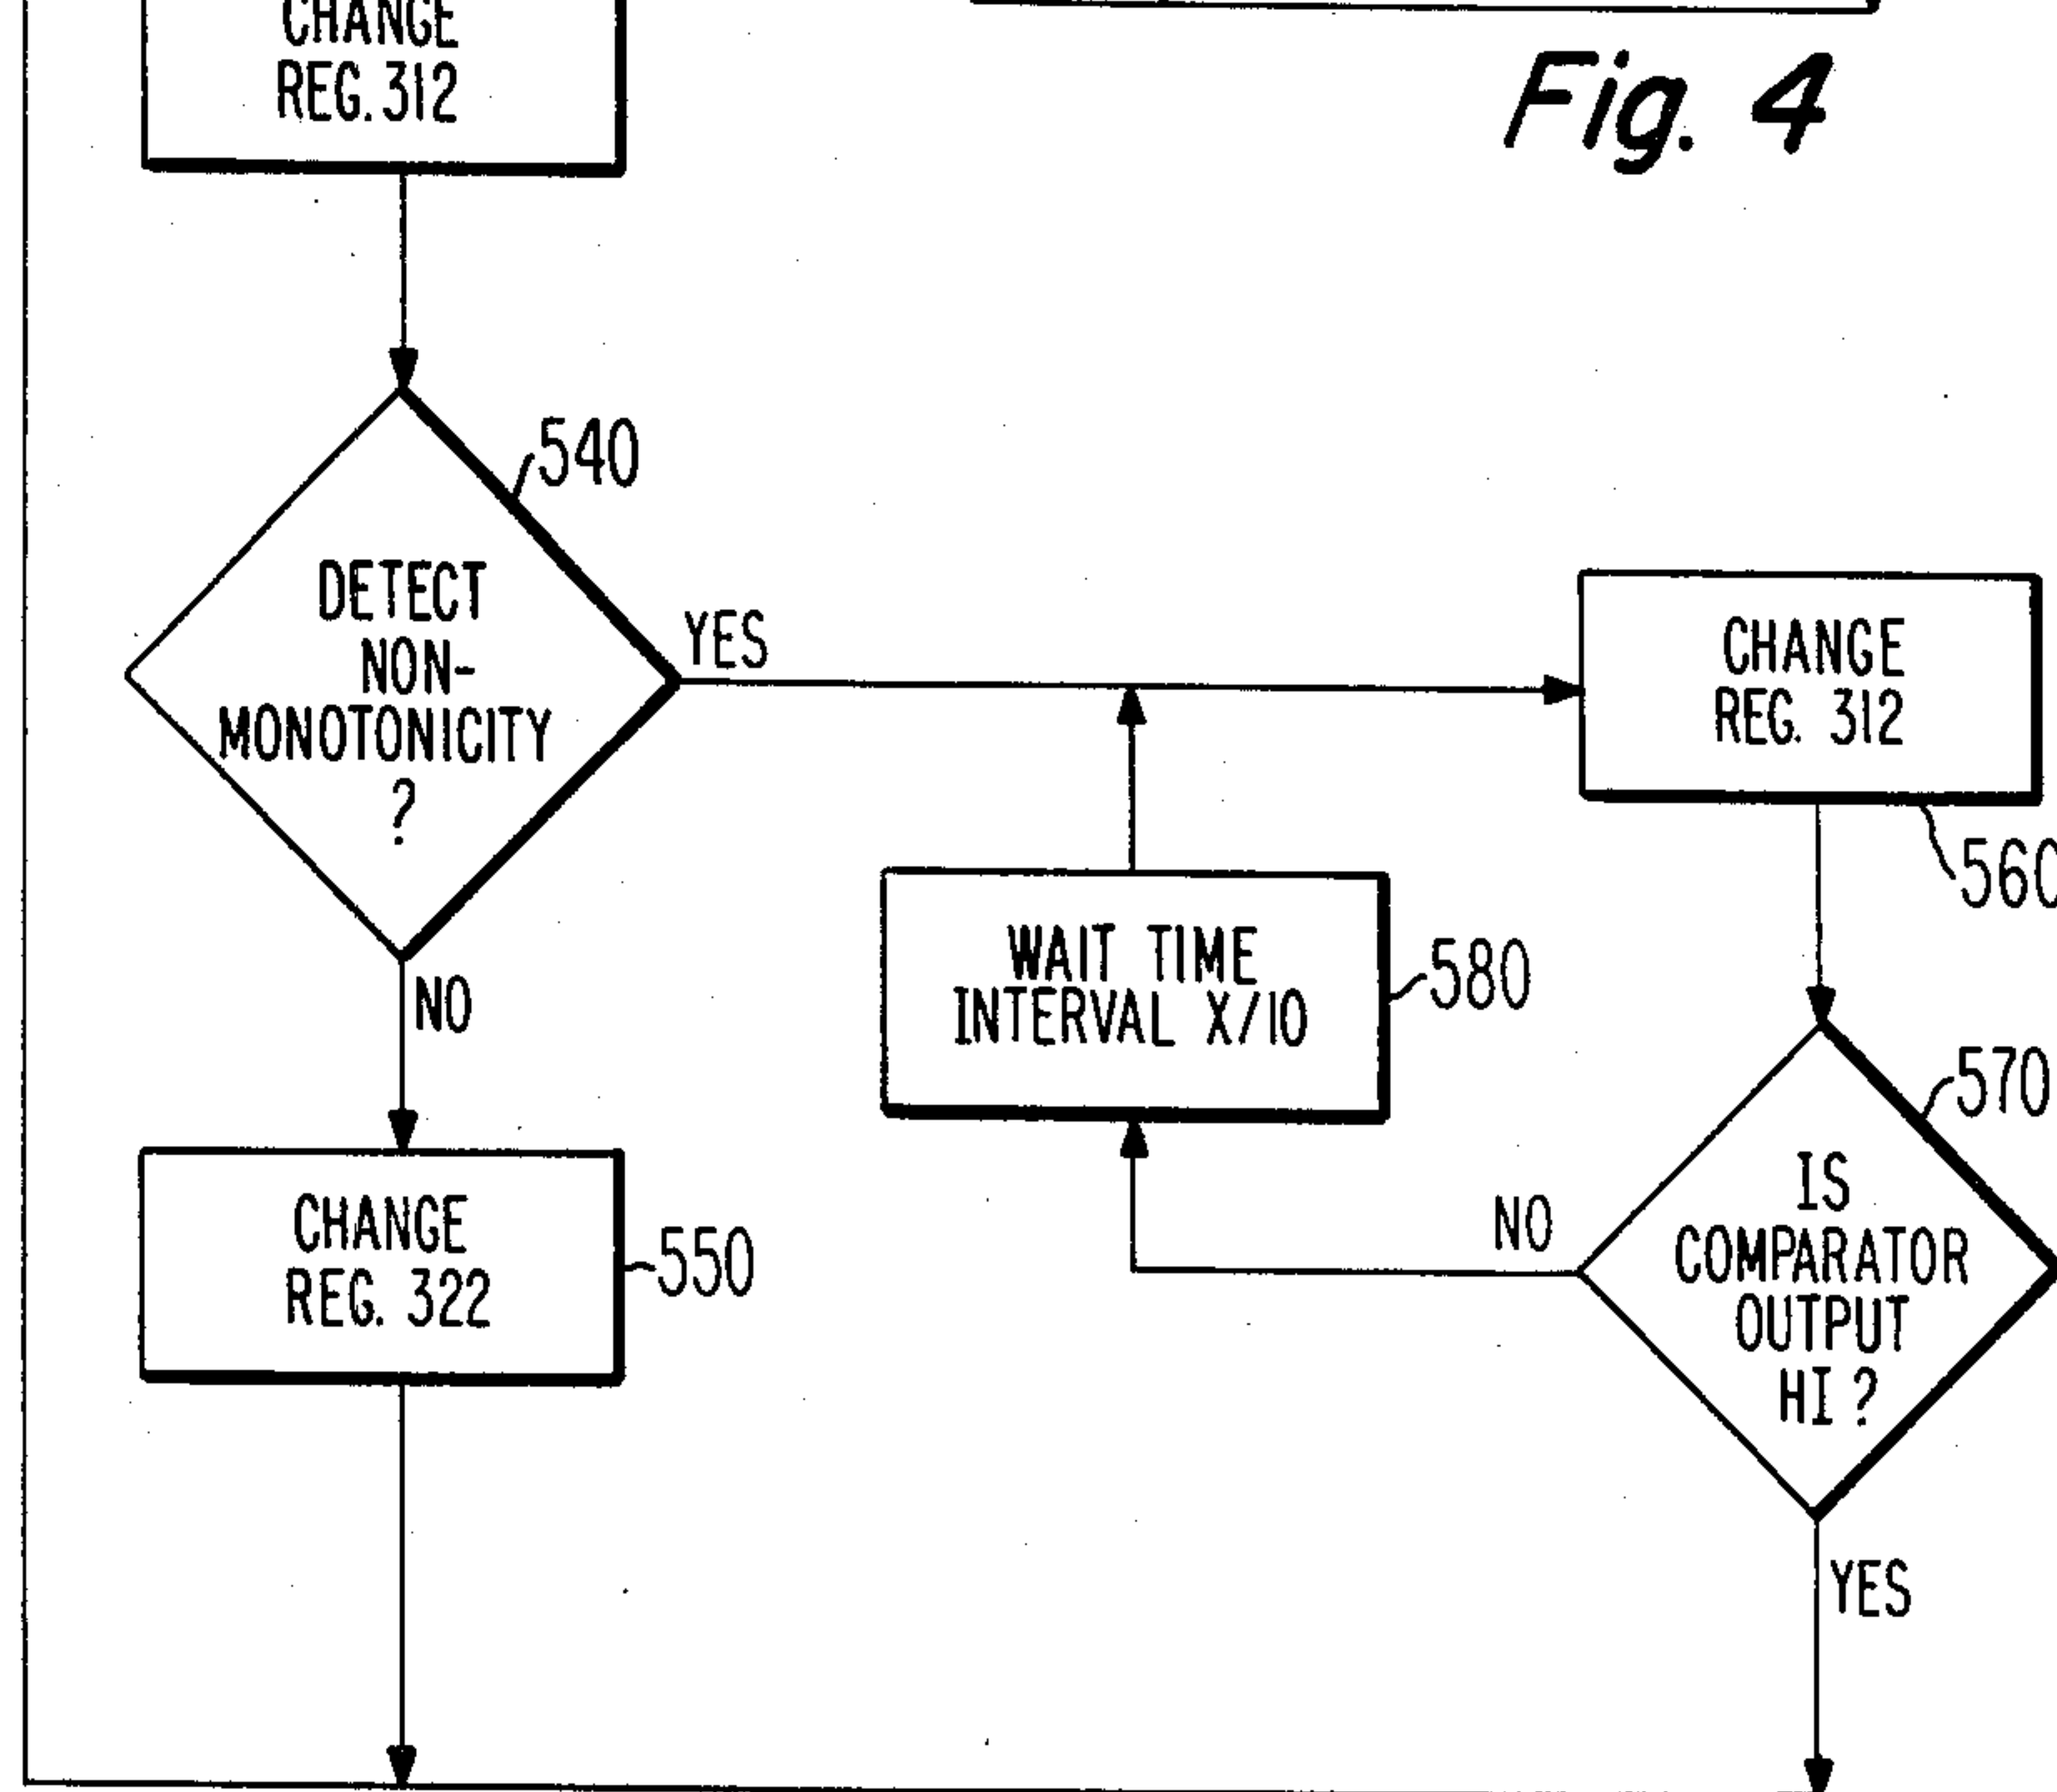 CHANGE
REG. 312
Fig. 4
540
DETECT
NON-
MONOTONICITY
?
YES
NO
CHANGE
REG. 312
560
WAIT TIME
INTERVAL X/10
580
570
IS
COMPARATOR
OUTPUT
HI ?
NO
YES
CHANGE
REG. 322
550